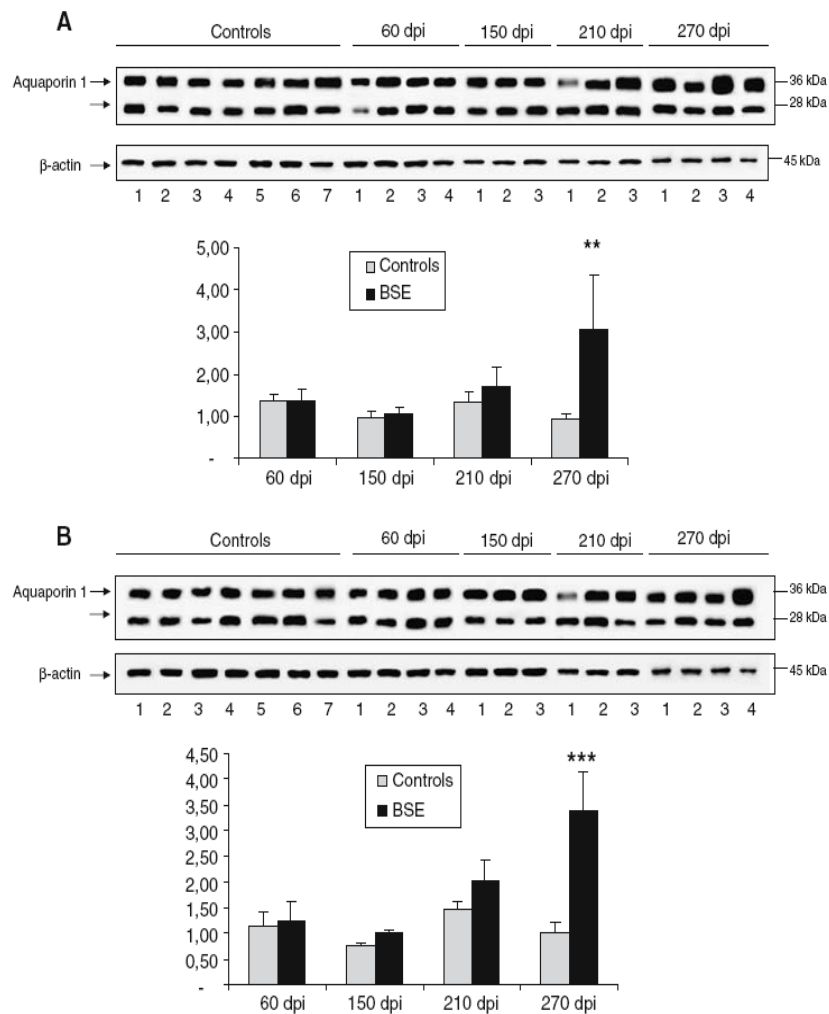 A
Controls 60 dpi 150 dpi 210 dpi 270 dpi
Aquaporin 1 36 kDa
28 kDa
β-actin 45 kDa
1 2 3 4 5 6 7 1 2 3 4 1 2 3 1 2 3 1 2 3 4
5,00
4,00
3,00
2,00
1,00
-
Controls
BSE
**
60 dpi 150 dpi 210 dpi 270 dpi
B
Controls 60 dpi 150 dpi 210 dpi 270 dpi
Aquaporin 1 36 kDa
28 kDa
β-actin 45 kDa
1 2 3 4 5 6 7 1 2 3 4 1 2 3 1 2 3 1 2 3 4
4,50
4,00
3,50
3,00
2,50
2,00
1,50
1,00
0,50
-
Controls
BSE
***
60 dpi 150 dpi 210 dpi 270 dpi